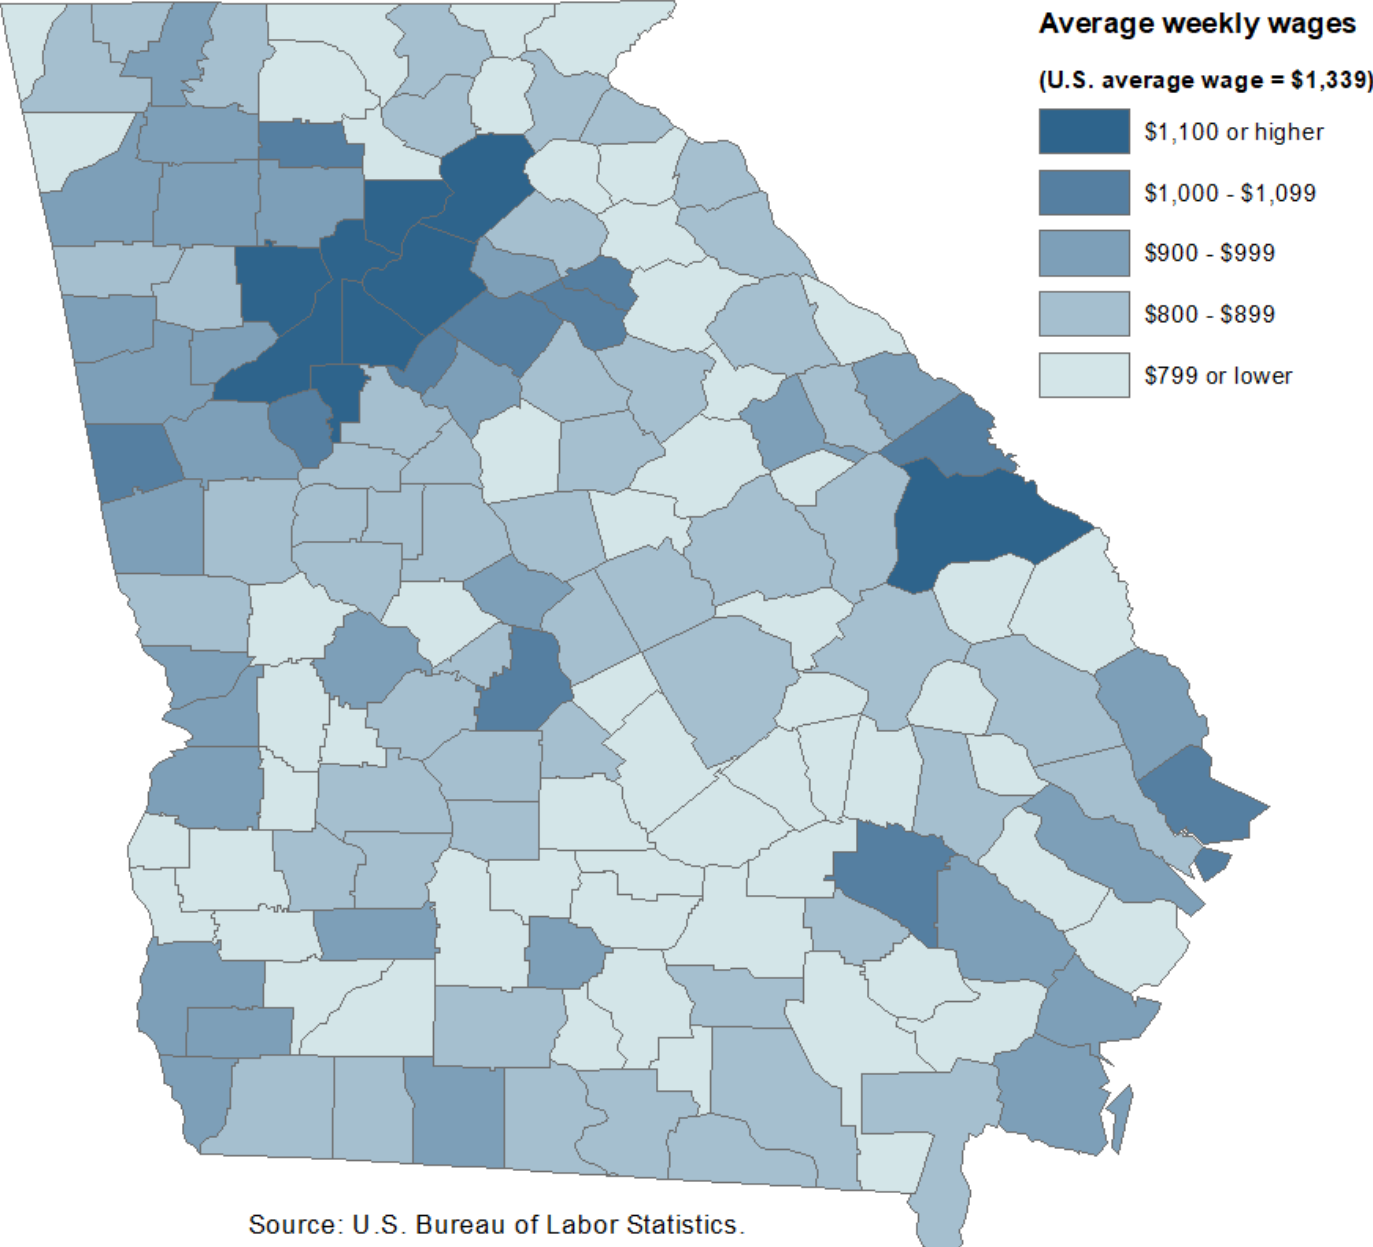 Average weekly wages
(U.S. average wage = $1,339)
$1,100 or higher
$1,000 - $1,099
$900 - $999
$800 - $899
$799 or lower
Source: U.S. Bureau of Labor Statistics.